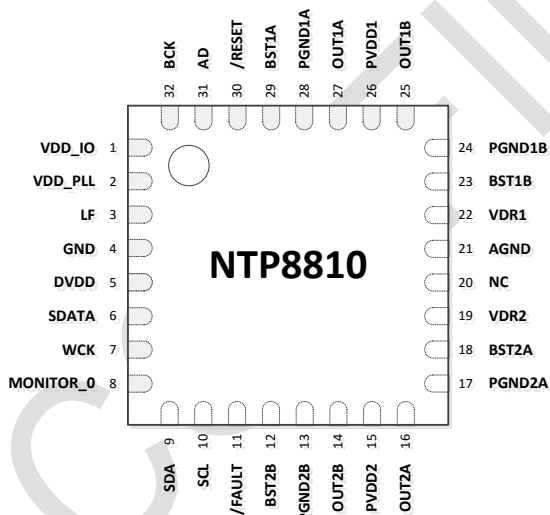 BCK
AD
/RESET
BST1A
PGND1A
OUT1A
PVDD1
OUT1B
32 31 30 29 28 27 26 25
VDD_IO 1
VDD_PLL 2
LF 3
GND 4
DVDD 5
SDATA 6
WCK 7
MONITOR_0 8
NTP8810
24 PGND1B
23 BST1B
22 VDR1
21 AGND
20 NC
19 VDR2
18 BST2A
17 PGND2A
9 10 11 12 13 14 15 16
SDA
SCL
/FAULT
BST2B
PGND2B
OUT2B
PVDD2
OUT2A